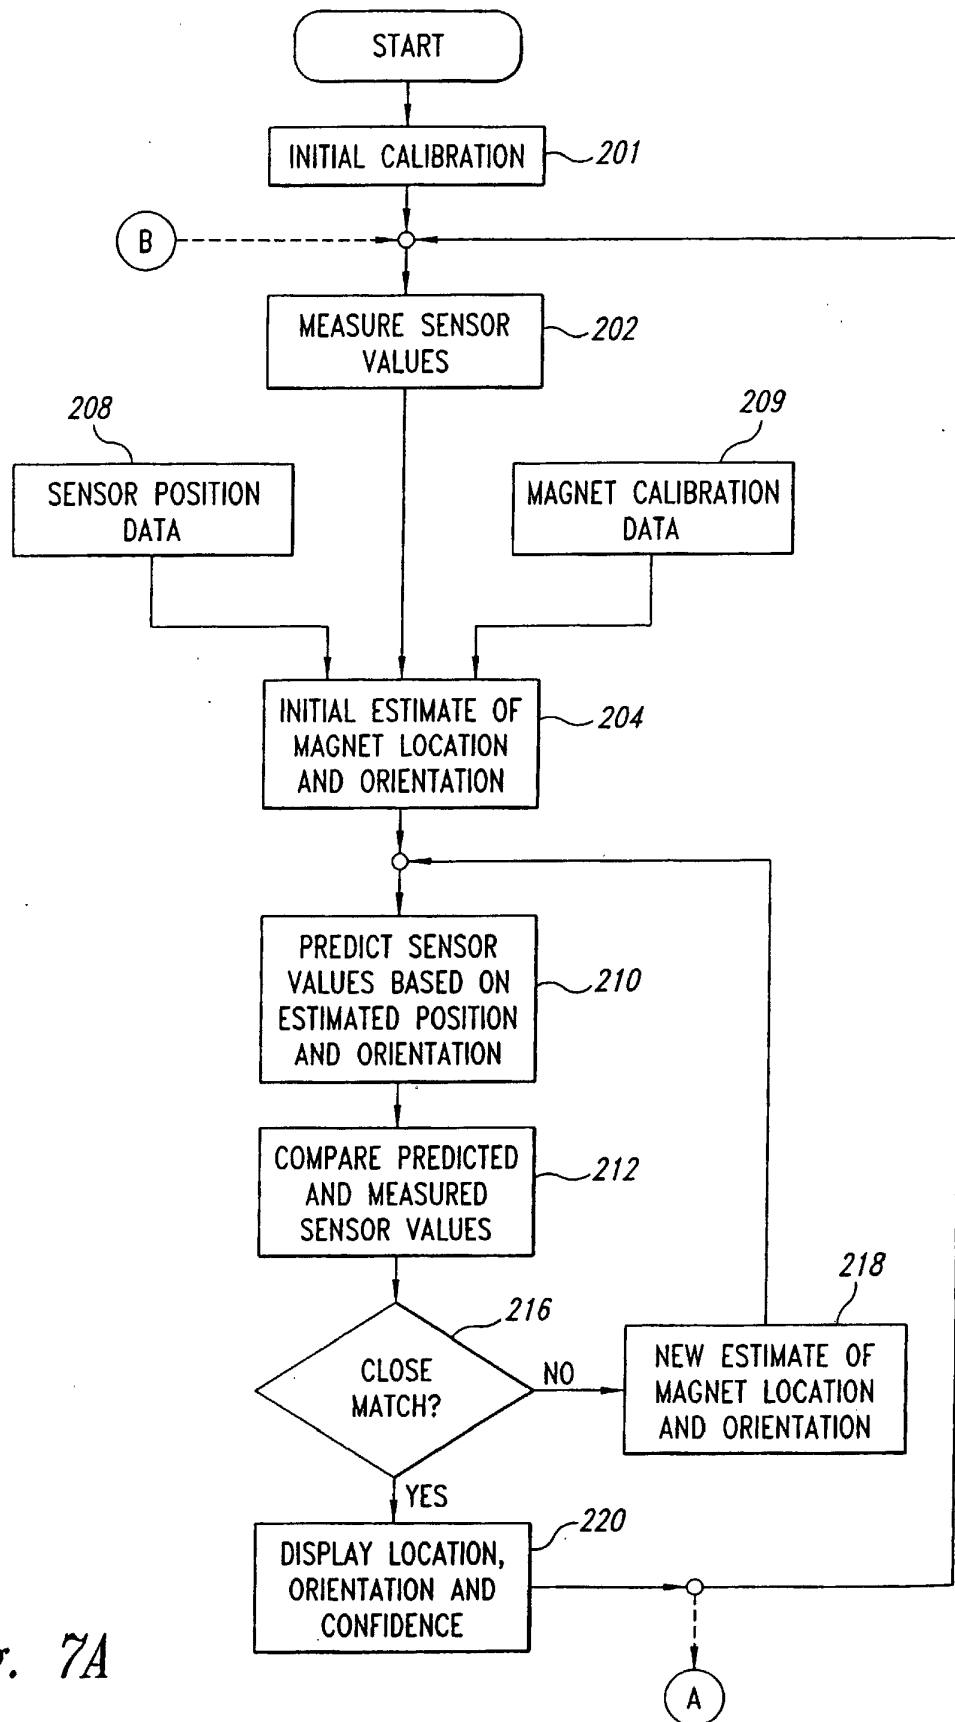 START
INITIAL CALIBRATION
201
B
MEASURE SENSOR
VALUES
202
208
SENSOR POSITION
DATA
209
MAGNET CALIBRATION
DATA
INITIAL ESTIMATE OF
MAGNET LOCATION
AND ORIENTATION
204
PREDICT SENSOR
VALUES BASED ON
ESTIMATED POSITION
AND ORIENTATION
210
COMPARE PREDICTED
AND MEASURED
SENSOR VALUES
212
216
CLOSE
MATCH?
NO
218
NEW ESTIMATE OF
MAGNET LOCATION
AND ORIENTATION
YES
220
DISPLAY LOCATION,
ORIENTATION AND
CONFIDENCE
A
7A